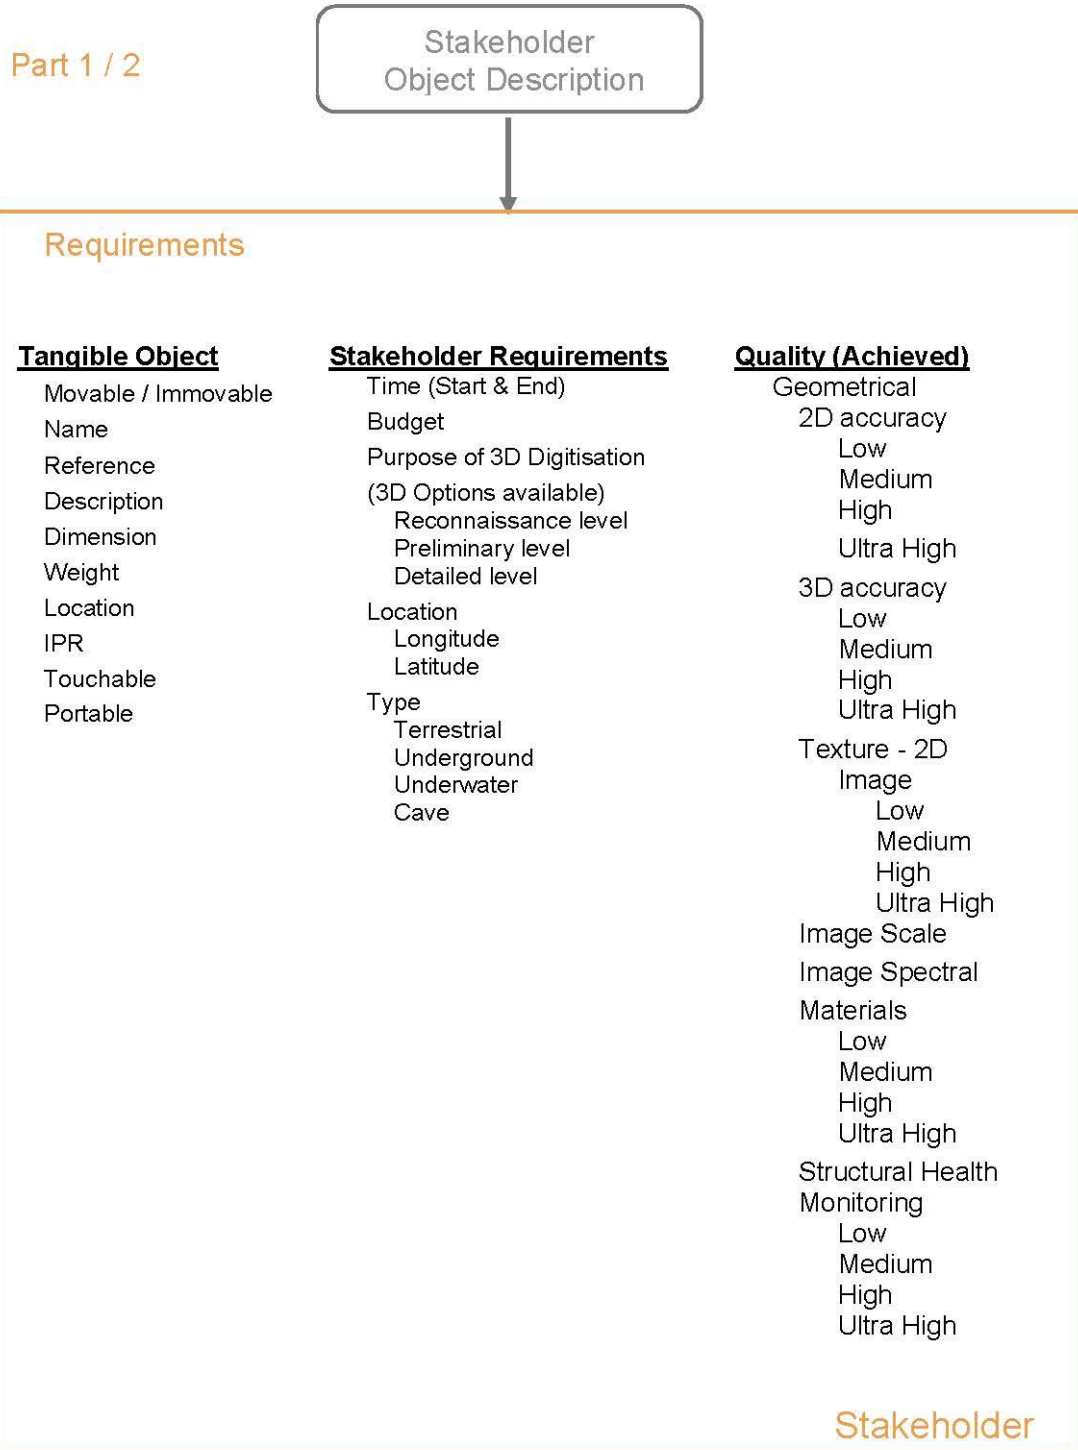 Part 1 / 2
Stakeholder
Object Description
Requirements
Tangible Object
Movable / Immovable
Name
Reference
Description
Dimension
Weight
Location
IPR
Touchable
Portable
Stakeholder Requirements
Time (Start & End)
Budget
Purpose of 3D Digitisation
(3D Options available)
Reconnaissance level
Preliminary level
Detailed level
Location
Longitude
Latitude
Type
Terrestrial
Underground
Underwater
Cave
Quality (Achieved)
Geometrical
2D accuracy
Low
Medium
High
Ultra High
3D accuracy
Low
Medium
High
Ultra High
Texture - 2D
Image
Low
Medium
High
Ultra High
Image Scale
Image Spectral
Materials
Low
Medium
High
Ultra High
Structural Health
Monitoring
Low
Medium
High
Ultra High
Stakeholder